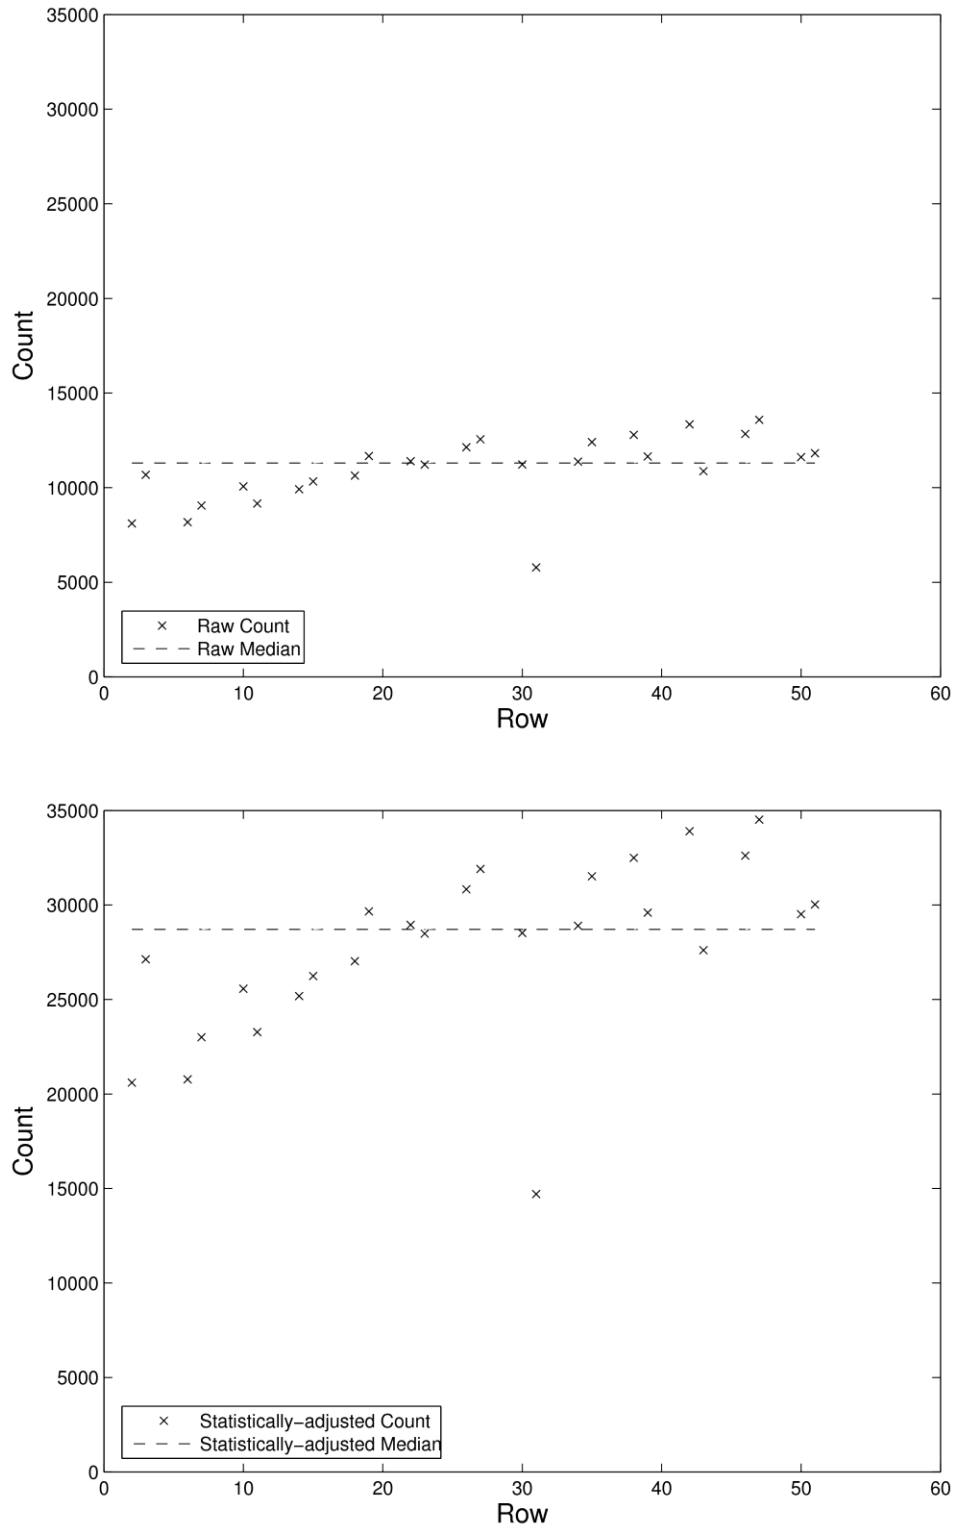 35000
30000
25000
20000
15000
10000
5000
0
Count
Raw Count
Raw Median
0 10 20 30 40 50 60
Row
35000
30000
25000
20000
15000
10000
5000
0
Count
Statistically−adjusted Count
Statistically−adjusted Median
0 10 20 30 40 50 60
Row